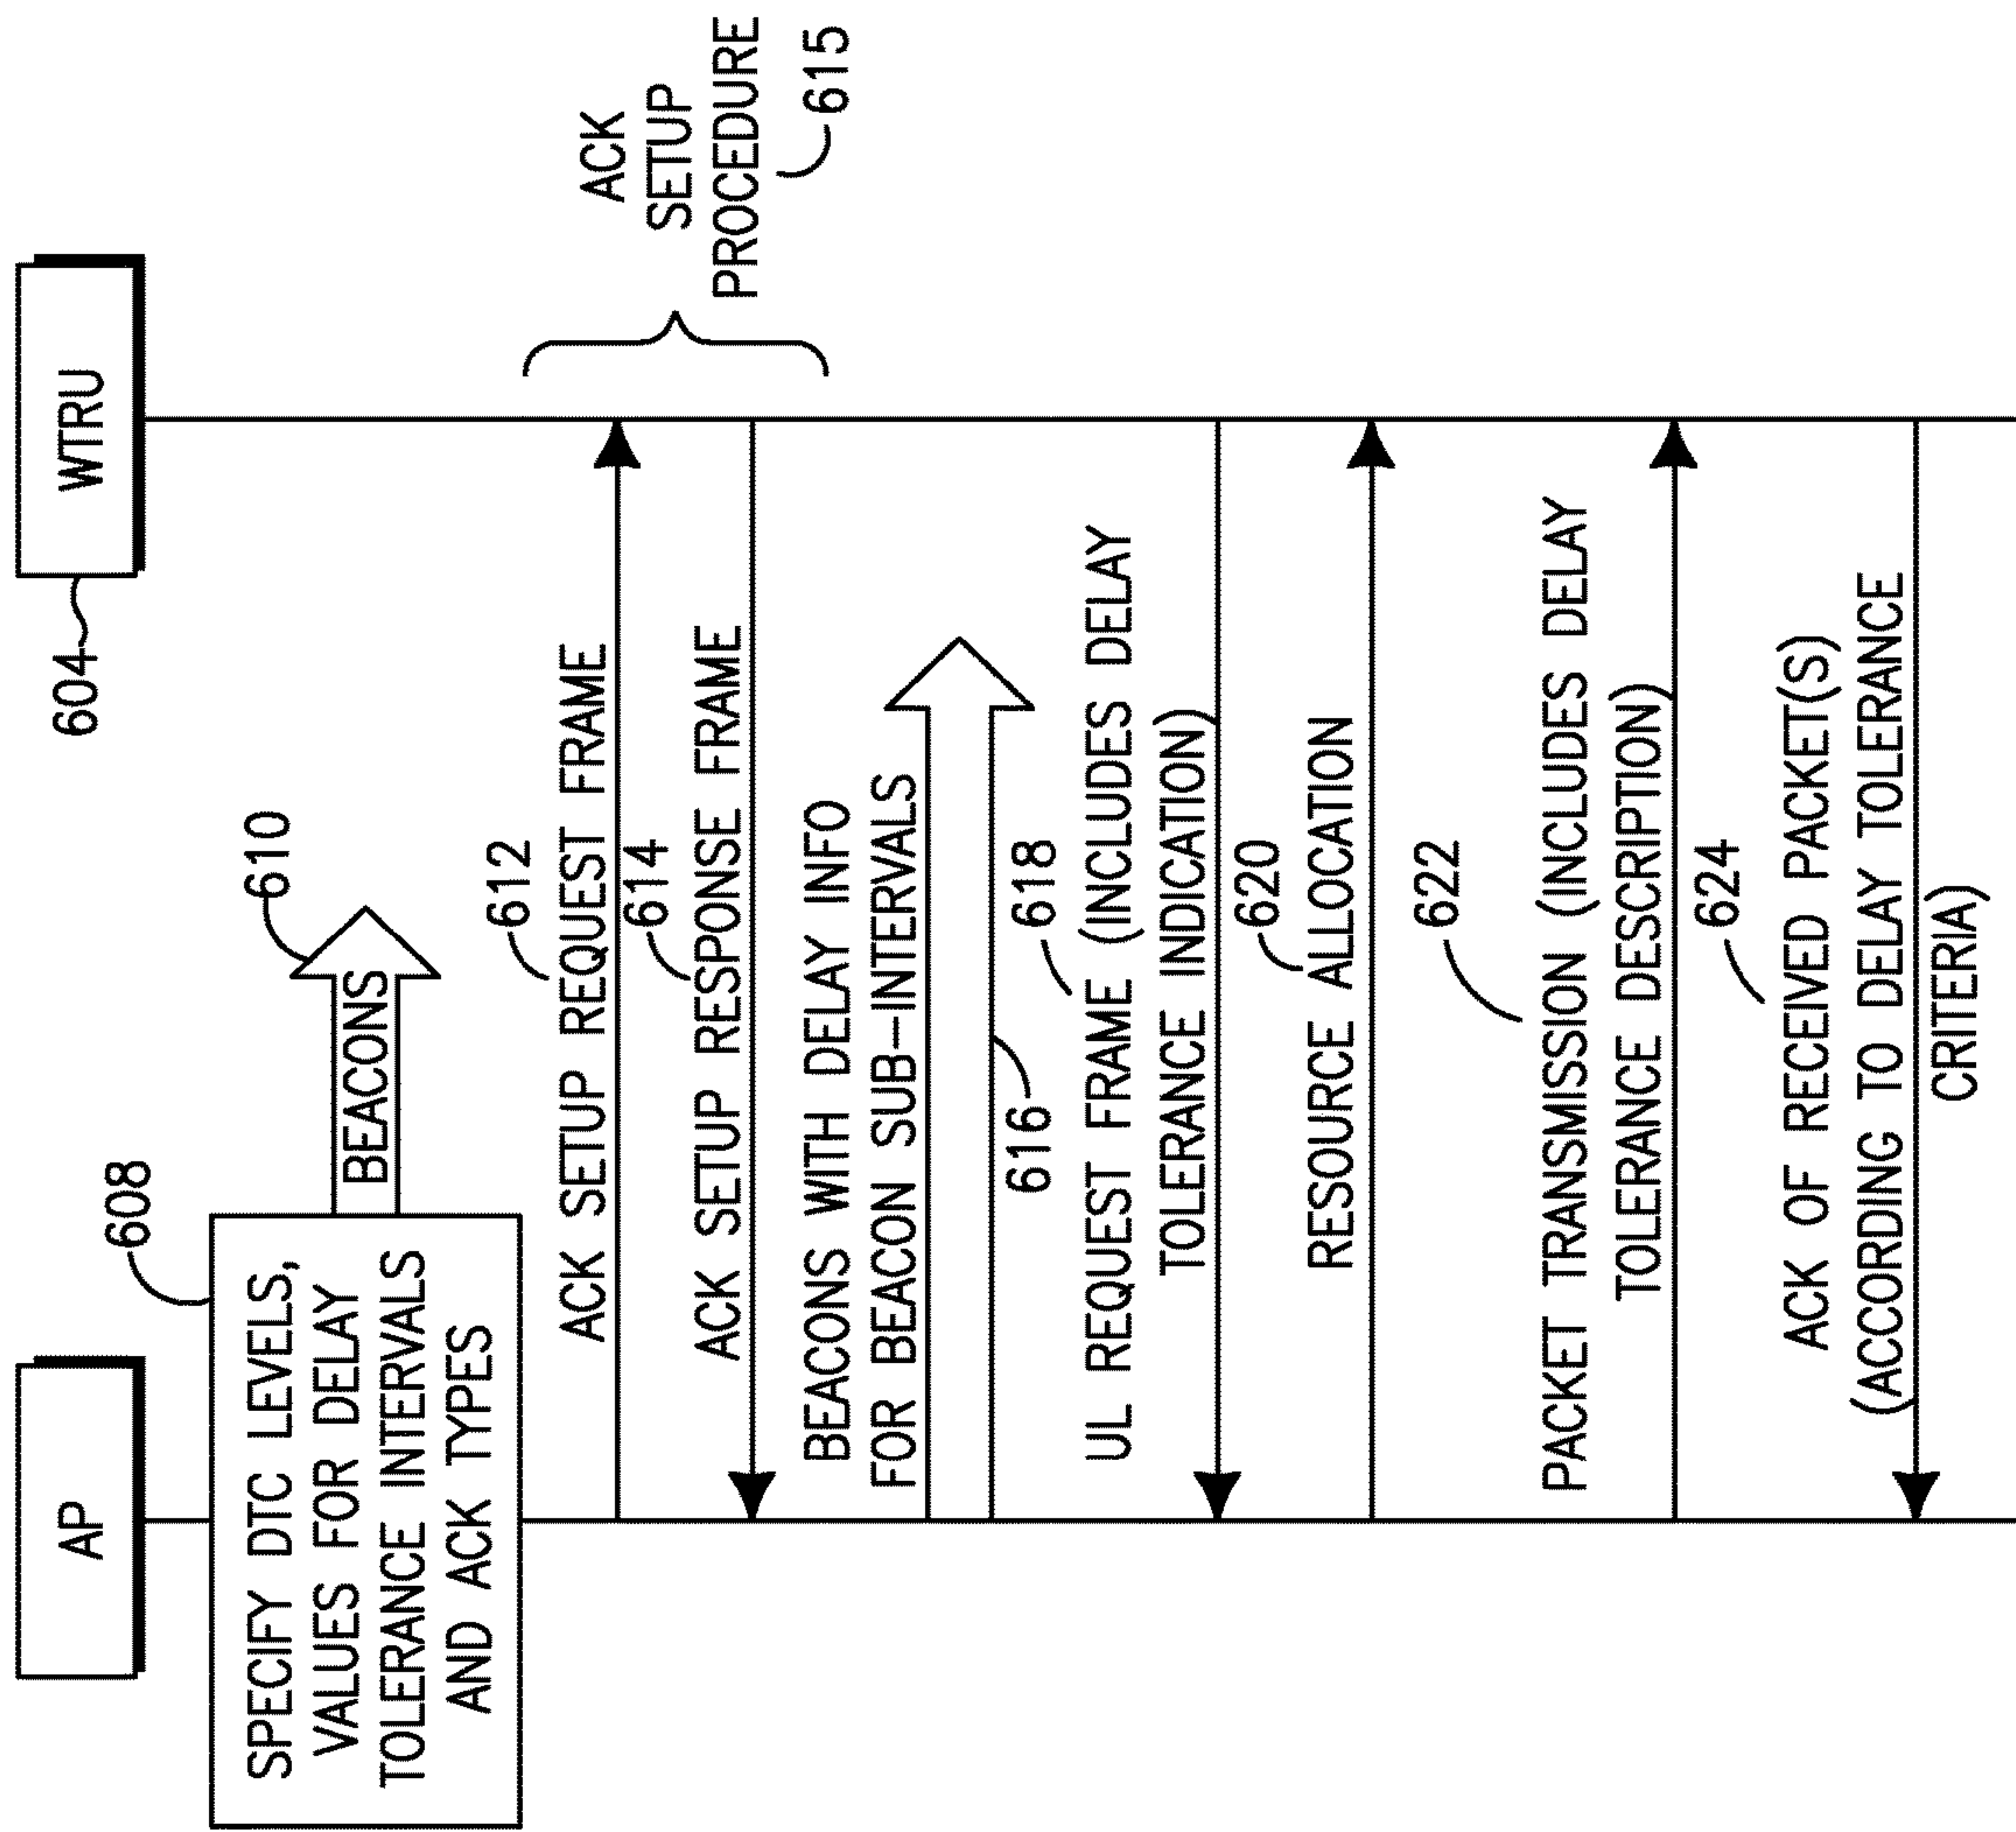 AP
WTRU
604
608
SPECIFY DTC LEVELS,
VALUES FOR DELAY
TOLERANCE INTERVALS
AND ACK TYPES
610
BEACONS
612
ACK SETUP REQUEST FRAME
614
ACK SETUP RESPONSE FRAME
ACK
SETUP
PROCEDURE
615
BEACONS WITH DELAY INFO
FOR BEACON SUB-INTERVALS
616
618
UL REQUEST FRAME (INCLUDES DELAY
TOLERANCE INDICATION)
620
RESOURCE ALLOCATION
622
PACKET TRANSMISSION (INCLUDES DELAY
TOLERANCE DESCRIPTION)
624
ACK OF RECEIVED PACKET(S)
(ACCORDING TO DELAY TOLERANCE
CRITERIA)